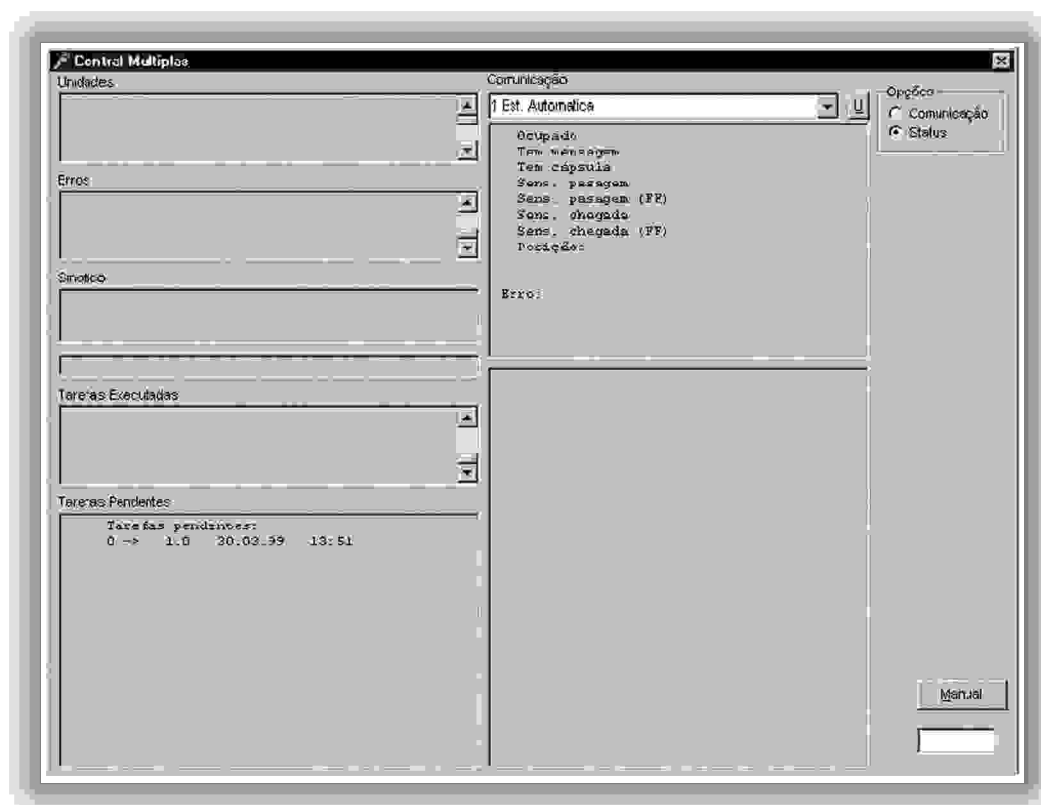 Central Multiplas
Unidades
Erros
Sinotico
Tarefas Executadas
Tarefas Pendentes
Tarefas pendentes:
0 -> 1.0 30.03.99 13:51
Comunicação
1 Est. Automatica
U
Ocupado
Tem mensagem
Tem cápsula
Sens. pasagem
Sens. pasagem (FF)
Sens. chegada
Sens. chegada (FF)
Posição:
Erro:
Opções
Comunicação
Status
Manual